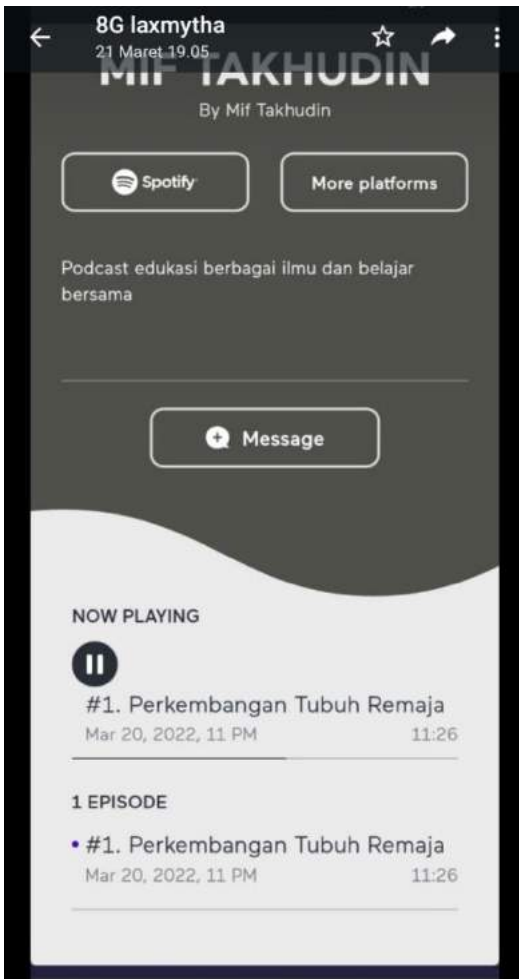 8G laxmytha
21 Maret 19.05
MIF TAKHUDIN
By Mif Takhudin
Spotify
More platforms
Podcast edukasi berbagai ilmu dan belajar
bersama
Message
NOW PLAYING
#1. Perkembangan Tubuh Remaja
Mar 20, 2022, 11 PM 11:26
1 EPISODE
#1. Perkembangan Tubuh Remaja
Mar 20, 2022, 11 PM 11:26